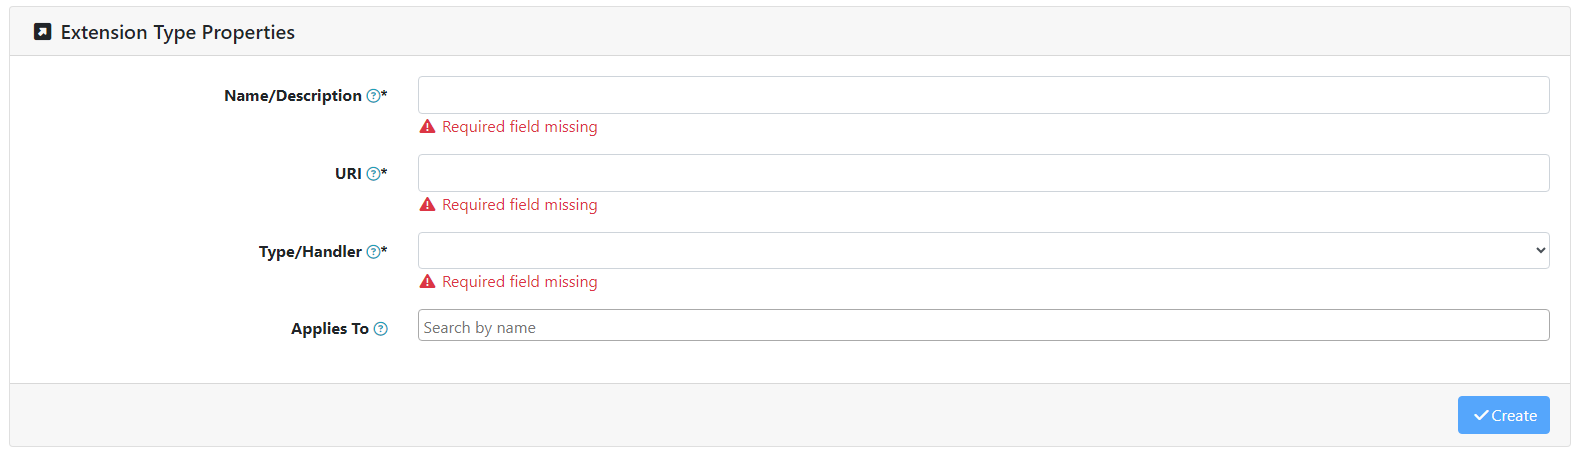 Extension Type Properties
Name/Description ?*
Required field missing
URI ?*
Required field missing
Type/Handler ?*
Required field missing
Applies To ?
Search by name
Create